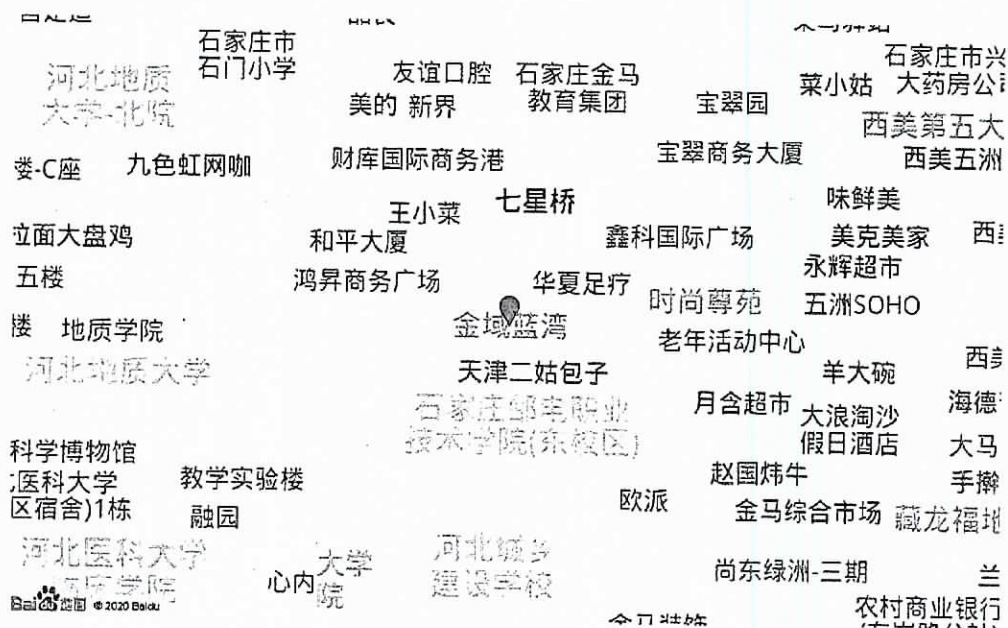 石家庄市
石门小学
河北地质
大学-北院
友谊口腔
石家庄金马
教育集团
美的 新界
宝翠园
菜小姑
石家庄市兴
大药房公
西美第五大
西美五洲
楼-C座
九色虹网咖
财库国际商务港
宝翠商务大厦
七星桥
王小菜
味鲜美
面大盘鸡
和平大厦
鑫科国际广场
美克美家
西
五楼
鸿昇商务广场
华夏足疗
永辉超市
时尚尊苑
五洲SOHO
楼
地质学院
金域蓝湾
老年活动中心
河北地质大学
天津二姑包子
羊大碗
西美
石家庄邮电职业
技术学院(东校区)
月含超市
大浪淘沙
假日酒店
海德
大马
科学博物馆
医科大学
区宿舍)1栋
教学实验楼
融园
赵国炜牛
手擀
欧派
金马综合市场
藏龙福地
河北医科大学
大学
院
心内
河北城乡
建设学校
尚东绿洲-三期
兰
Baidu地图 © 2020 Baidu
农村商业银行